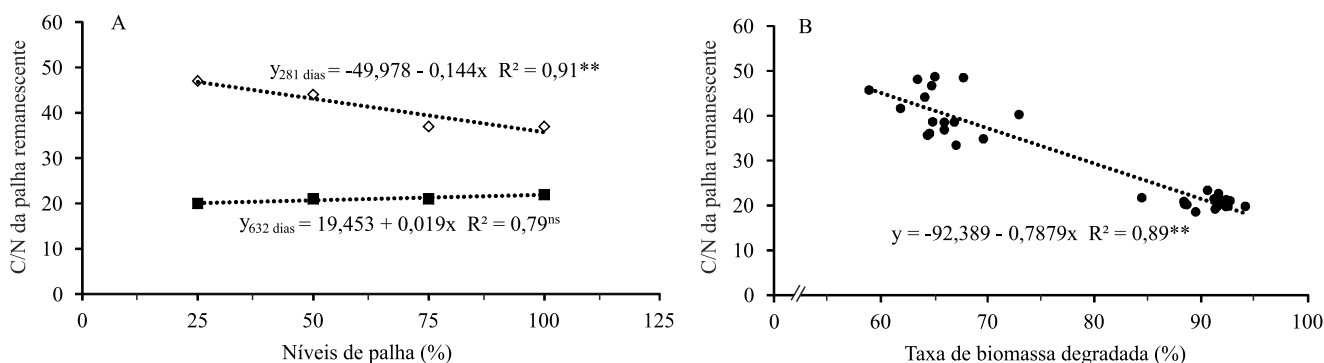 A
C/N da palha remanescente
60
50
40
30
20
10
0
y281 dias = -49,978 - 0,144x R² = 0,91**
y632 dias = 19,453 + 0,019x R² = 0,79ns
0 25 50 75 100 125
Níveis de palha (%)
B
C/N da palha remanescente
60
50
40
30
20
10
0
y = -92,389 - 0,7879x R² = 0,89**
0 60 70 80 90 100
Taxa de biomassa degradada (%)